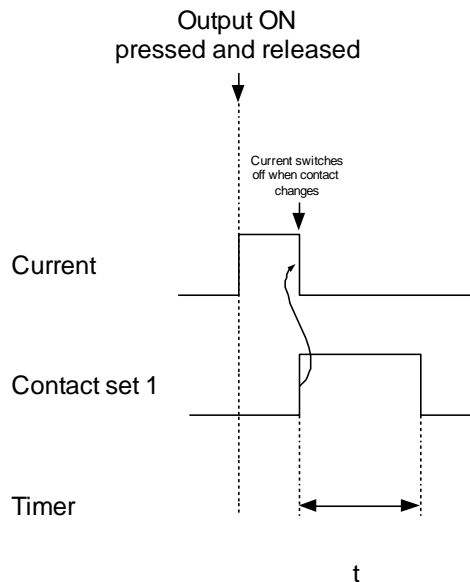 Output ON
pressed and released
Current switches
off when contact
changes
Current
Contact set 1
Timer
t